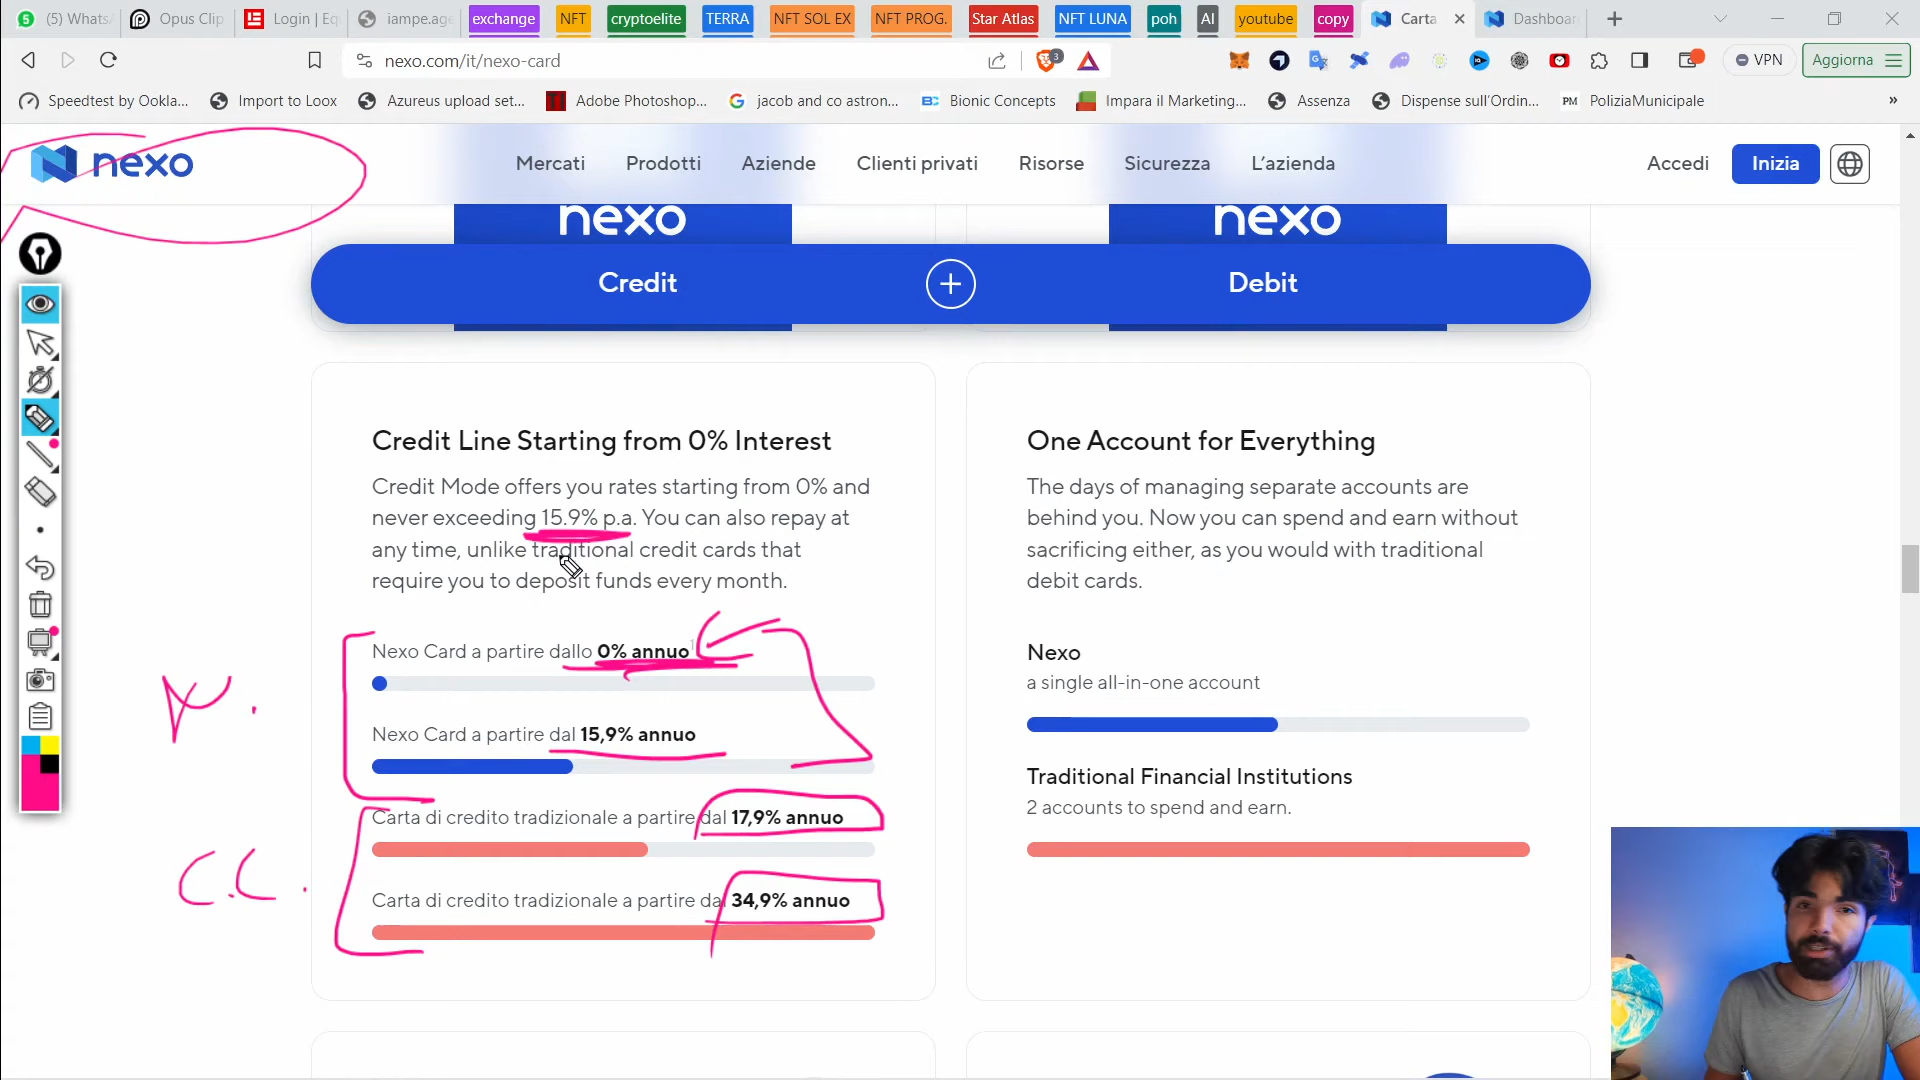 (5) Whats
Opus Clip
Login | Eq
iampe.age
exchange
NFT
cryptoelite
TERRA
NFT SOL EX
NFT PROG.
Star Atlas
NFT LUNA
poh
AI
youtube
copy
Carta
Dashboar
nexo.com/it/nexo-card
3
VPN
Aggiorna
Speedtest by Ookla...
Import to Loox
Azureus upload set...
Adobe Photoshop...
jacob and co astron...
Bionic Concepts
Impara il Marketing...
Assenza
Dispense sull'Ordin...
PM PoliziaMunicipale
»
nexo
Mercati
Prodotti
Aziende
Clienti privati
Risorse
Sicurezza
L'azienda
Accedi
Inizia
nexo
nexo
Credit
Debit
Credit Line Starting from 0% Interest
Credit Mode offers you rates starting from 0% and
never exceeding 15.9% p.a. You can also repay at
any time, unlike traditional credit cards that
require you to deposit funds every month.
Nexo Card a partire dallo 0% annuo¹
Nexo Card a partire dal 15,9% annuo
Carta di credito tradizionale a partire dal 17,9% annuo
Carta di credito tradizionale a partire dal 34,9% annuo
C.C.
One Account for Everything
The days of managing separate accounts are
behind you. Now you can spend and earn without
sacrificing either, as you would with traditional
debit cards.
Nexo
a single all-in-one account
Traditional Financial Institutions
2 accounts to spend and earn.